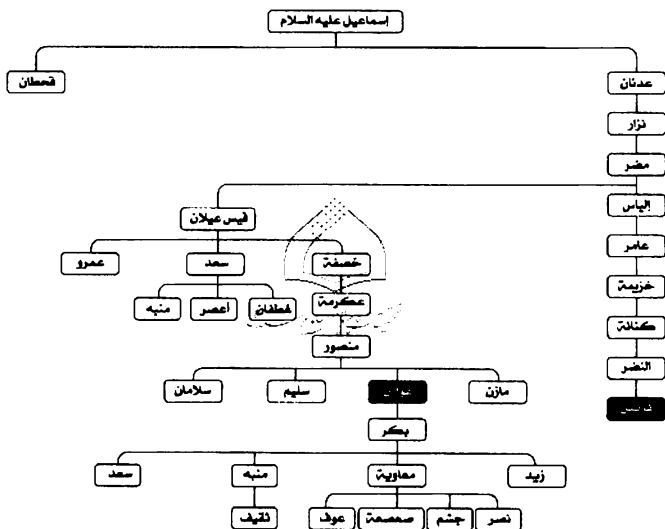 إسماعيل عليه السلام
عدنان
قحطان
نزار
مضر
إلياس
قيس عيلان
عامر
خصفة
سعد
عمرو
خزيمة
عكرمة
غطفان
أعصر
منبه
كنانة
منصور
النضر
مازن
سليم
سلامان
بكر
زيد
معاوية
منبه
سعد
نصر
جشم
صعصعة
عوف
ثقيف